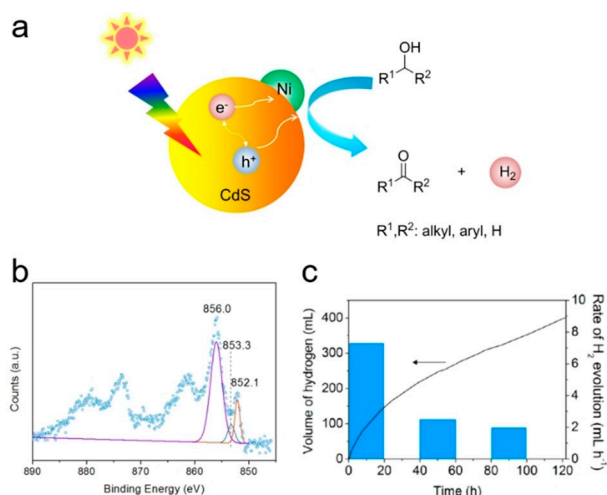 a
OH
R1 R2
Ni
e-
h+
CdS
O
R1 R2 + H2
R1,R2: alkyl, aryl, H
b
856.0
853.3
852.1
Counts (a.u.)
890 880 870 860 850
Binding Energy (eV)
c
Volume of hydrogen (mL)
400
300
200
100
0
10
8
6
4
2
0
Rate of H2 evolution (mL h-1)
0 20 40 60 80 100 120
Time (h)